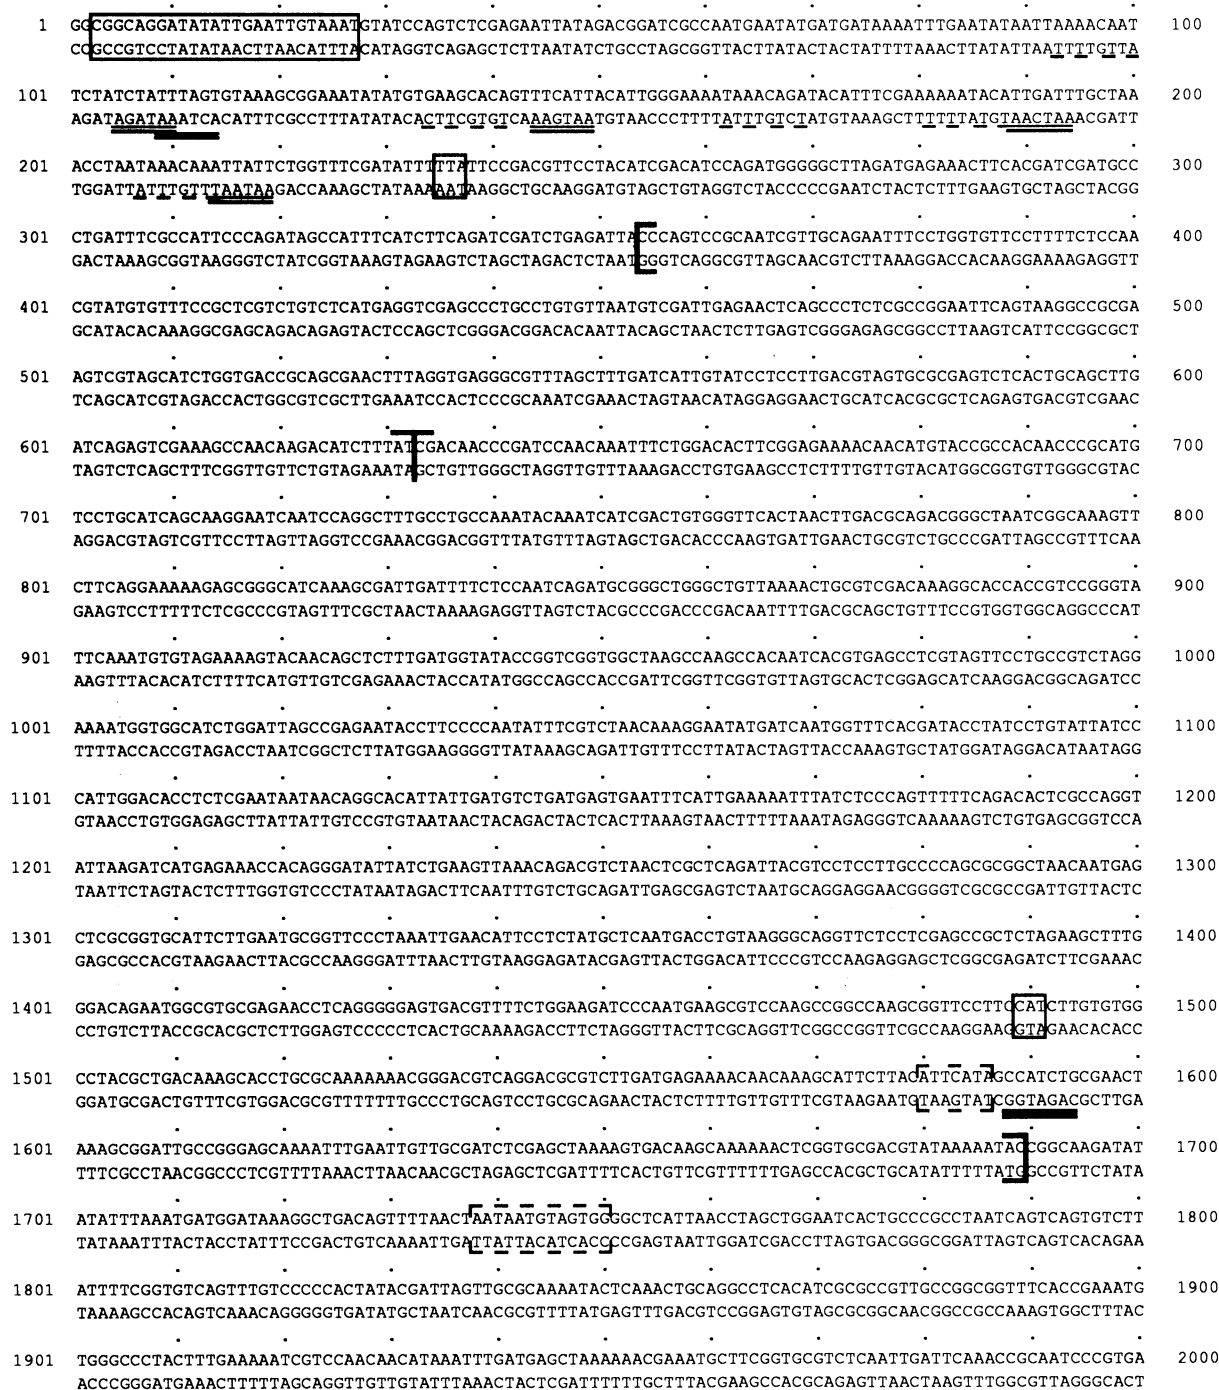 1 GGCGGCAGGATATATTGAATTGTAAATGTATCCAGTCTCGAGAATTATAGACGGATCGCCAATGAATATGATGATAAAATTTGAATATAATTAAAACAAT 100
CCGCCGTCCTATATAACTTAACATTTACATAGGTCAGAGCTCTTAATATCTGCCTAGCGGTTACTTATACTACTATTTTAAACTTATATTAATTTTGTTA
101 TCTATCTATTTAGTGTAAAGCGGAAATATATGTGAAGCACAGTTTCATTACATTGGGAAAATAAACAGATACATTTCGAAAAAATACATTGATTTGCTAA 200
AGATAGATAAATCACATTTCGCCTTTATATACACTTCGTGTCAAAGTAATGTAACCCTTTTATTTGTCTATGTAAAGCTTTTTTATGTAACTAAACGATT
201 ACCTAATAAACAAATTATTCTGGTTTCGATATTTTTATTCCGACGTTCCTACATCGACATCCAGATGGGGGCTTAGATGAGAAACTTCACGATCGATGCC 300
TGGATTATTTGTTTAATAAGACCAAAGCTATAAAAATAAGGCTGCAAGGATGTAGCTGTAGGTCTACCCCCGAATCTACTCTTTGAAGTGCTAGCTACGG
301 CTGATTTCGCCATTCCCAGATAGCCATTTCATCTTCAGATCGATCTGAGATTACCCAGTCCGCAATCGTTGCAGAATTTCCTGGTGTTCCTTTTCTCCAA 400
GACTAAAGCGGTAAGGGTCTATCGGTAAAGTAGAAGTCTAGCTAGACTCTAATGGGTCAGGCGTTAGCAACGTCTTAAAGGACCACAAGGAAAAGAGGTT
401 CGTATGTGTTTCCGCTCGTCTGTCTCATGAGGTCGAGCCCTGCCTGTGTTAATGTCGATTGAGAACTCAGCCCTCTCGCCGGAATTCAGTAAGGCCGCGA 500
GCATACACAAAGGCGAGCAGACAGAGTACTCCAGCTCGGGACGGACACAATTACAGCTAACTCTTGAGTCGGGAGAGCGGCCTTAAGTCATTCCGGCGCT
501 AGTCGTAGCATCTGGTGACCGCAGCGAACTTTAGGTGAGGGCGTTTAGCTTTGATCATTGTATCCTCCTTGACGTAGTGCGCGAGTCTCACTGCAGCTTG 600
TCAGCATCGTAGACCACTGGCGTCGCTTGAAATCCACTCCCGCAAATCGAAACTAGTAACATAGGAGGAACTGCATCACGCGCTCAGAGTGACGTCGAAC
601 ATCAGAGTCGAAAGCCAACAAGACATCTTTATCGACAACCCGATCCAACAAATTTCTGGACACTTCGGAGAAAACAACATGTACCGCCACAACCCGCATG 700
TAGTCTCAGCTTTCGGTTGTTCTGTAGAAATAGCTGTTGGGCTAGGTTGTTTAAAGACCTGTGAAGCCTCTTTTGTTGTACATGGCGGTGTTGGGCGTAC
701 TCCTGCATCAGCAAGGAATCAATCCAGGCTTTGCCTGCCAAATACAAATCATCGACTGTGGGTTCACTAACTTGACGCAGACGGGCTAATCGGCAAAGTT 800
AGGACGTAGTCGTTCCTTAGTTAGGTCCGAAACGGACGGTTTATGTTTAGTAGCTGACACCCAAGTGATTGAACTGCGTCTGCCCGATTAGCCGTTTCAA
801 CTTCAGGAAAAAGAGCGGGCATCAAAGCGATTGATTTTCTCCAATCAGATGCGGGCTGGGCTGTTAAAACTGCGTCGACAAAGGCACCACCGTCCGGGTA 900
GAAGTCCTTTTTCTCGCCCGTAGTTTCGCTAACTAAAAGAGGTTAGTCTACGCCCGACCCGACAATTTTGACGCAGCTGTTTCCGTGGTGGCAGGCCCAT
901 TTCAAATGTGTAGAAAAGTACAACAGCTCTTTGATGGTATACCGGTCGGTGGCTAAGCCAAGCCACAATCACGTGAGCCTCGTAGTTCCTGCCGTCTAGG 1000
AAGTTTACACATCTTTTCATGTTGTCGAGAAACTACCATATGGCCAGCCACCGATTCGGTTCGGTGTTAGTGCACTCGGAGCATCAAGGACGGCAGATCC
1001 AAAATGGTGGCATCTGGATTAGCCGAGAATACCTTCCCCAATATTTCGTCTAACAAAGGAATATGATCAATGGTTTCACGATACCTATCCTGTATTATCC 1100
TTTTACCACCGTAGACCTAATCGGCTCTTATGGAAGGGGTTATAAAGCAGATTGTTTCCTTATACTAGTTACCAAAGTGCTATGGATAGGACATAATAGG
1101 CATTGGACACCTCTCGAATAATAACAGGCACATTATTGATGTCTGATGAGTGAATTTCATTGAAAAATTTATCTCCCAGTTTTTCAGACACTCGCCAGGT 1200
GTAACCTGTGGAGAGCTTATTATTGTCCGTGTAATAACTACAGACTACTCACTTAAAGTAACTTTTTAAATAGAGGGTCAAAAAGTCTGTGAGCGGTCCA
1201 ATTAAGATCATGAGAAACCACAGGGATATTATCTGAAGTTAAACAGACGTCTAACTCGCTCAGATTACGTCCTCCTTGCCCCAGCGCGGCTAACAATGAG 1300
TAATTCTAGTACTCTTTGGTGTCCCTATAATAGACTTCAATTTGTCTGCAGATTGAGCGAGTCTAATGCAGGAGGAACGGGGTCGCGCCGATTGTTACTC
1301 CTCGCGGTGCATTCTTGAATGCGGTTCCCTAAATTGAACATTCCTCTATGCTCAATGACCTGTAAGGGCAGGTTCTCCTCGAGCCGCTCTAGAAGCTTTG 1400
GAGCGCCACGTAAGAACTTACGCCAAGGGATTTAACTTGTAAGGAGATACGAGTTACTGGACATTCCCGTCCAAGAGGAGCTCGGCGAGATCTTCGAAAC
1401 GGACAGAATGGCGTGCGAGAACCTCAGGGGGAGTGACGTTTTCTGGAAGATCCCAATGAAGCGTCCAAGCCGGCCAAGCGGTTCCTTCCATCTTGTGTGG 1500
CCTGTCTTACCGCACGCTCTTGGAGTCCCCCTCACTGCAAAAGACCTTCTAGGGTTACTTCGCAGGTTCGGCCGGTTCGCCAAGGAAGGTAGAACACACC
1501 CCTACGCTGACAAAGCACCTGCGCAAAAAAACGGGACGTCAGGACGCGTCTTGATGAGAAAACAACAAAGCATTCTTACATTCATAGCCATCTGCGAACT 1600
GGATGCGACTGTTTCGTGGACGCGTTTTTTTGCCCTGCAGTCCTGCGCAGAACTACTCTTTTGTTGTTTCGTAAGAATGTAAGTATCGGTAGACGCTTGA
1601 AAAGCGGATTGCCGGGAGCAAAATTTGAATTGTTGCGATCTCGAGCTAAAAGTGACAAGCAAAAAACTCGGTGCGACGTATAAAAATACCGGCAAGATAT 1700
TTTCGCCTAACGGCCCTCGTTTTAAACTTAACAACGCTAGAGCTCGATTTTCACTGTTCGTTTTTTGAGCCACGCTGCATATTTTTATGGCCGTTCTATA
1701 ATATTTAAATGATGGATAAAGGCTGACAGTTTTAACTAATAATGTAGTGGGGCTCATTAACCTAGCTGGAATCACTGCCCGCCTAATCAGTCAGTGTCTT 1800
TATAAATTTACTACCTATTTCCGACTGTCAAAATTGATTATTACATCACCCCGAGTAATTGGATCGACCTTAGTGACGGGCGGATTAGTCAGTCACAGAA
1801 ATTTTCGGTGTCAGTTTGTCCCCCACTATACGATTAGTTGCGCAAAATACTCAAACTGCAGGCCTCACATCGCGCCGTTGCCGGCGGTTTCACCGAAATG 1900
TAAAAGCCACAGTCAAACAGGGGGTGATATGCTAATCAACGCGTTTTATGAGTTTGACGTCCGGAGTGTAGCGCGGCAACGGCCGCCAAAGTGGCTTTAC
1901 TGGGCCCTACTTTGAAAAATCGTCCAACAACATAAATTTGATGAGCTAAAAAACGAAATGCTTCGGTGCGTCTCAATTGATTCAAACCGCAATCCCGTGA 2000
ACCCGGGATGAAACTTTTTAGCAGGTTGTTGTATTTAAACTACTCGATTTTTTGCTTTACGAAGCCACGCAGAGTTAACTAAGTTTGGCGTTAGGGCACT